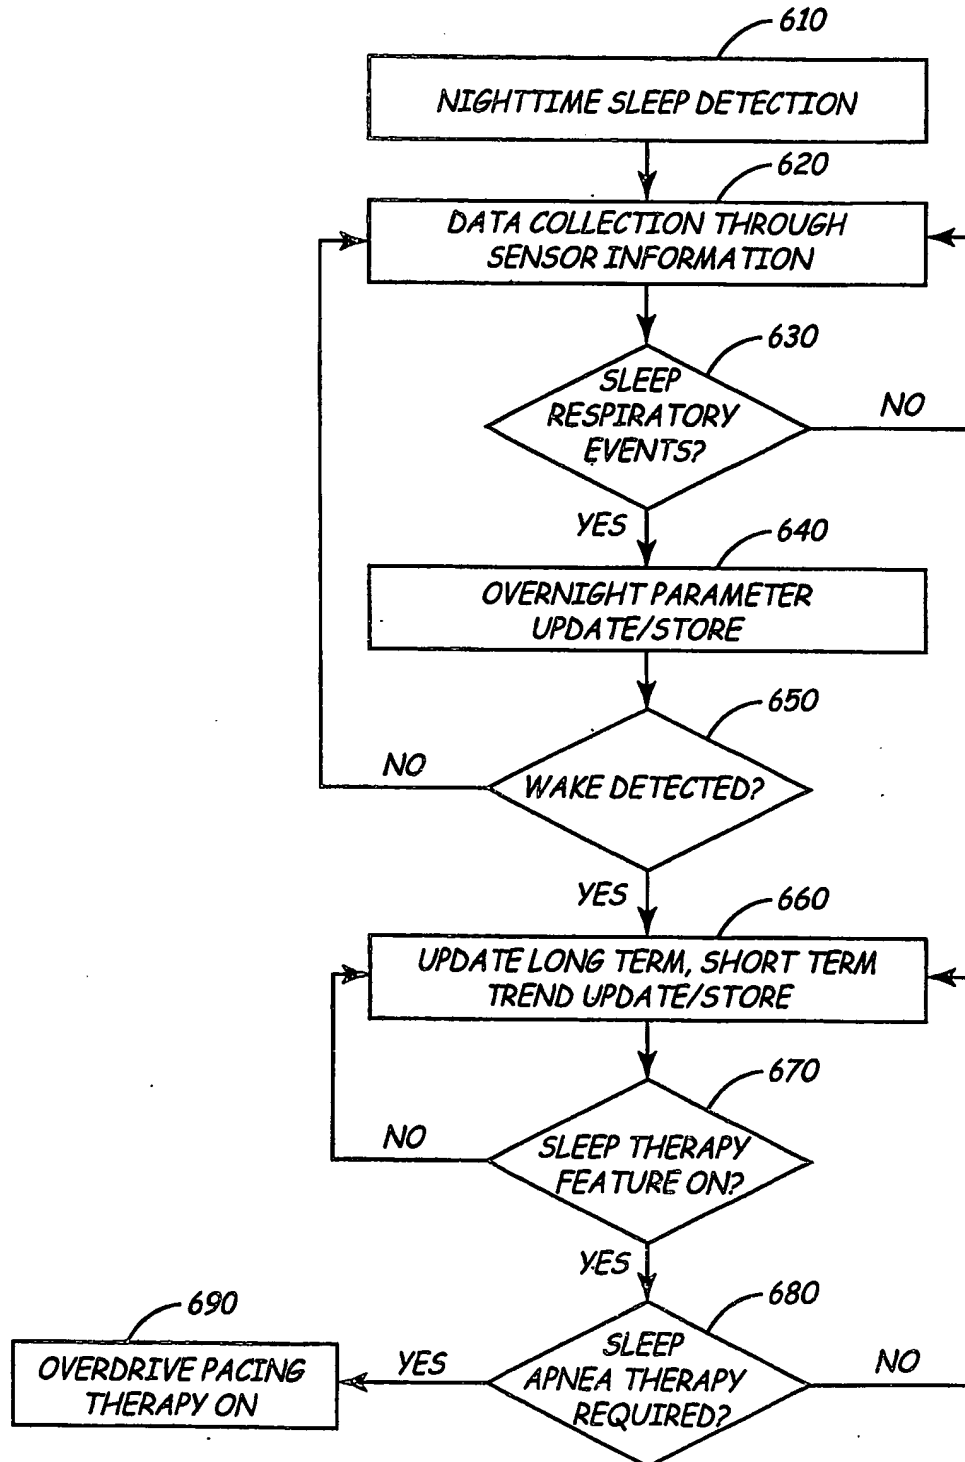 610
NIGHTTIME SLEEP DETECTION
620
DATA COLLECTION THROUGH
SENSOR INFORMATION
630
SLEEP
RESPIRATORY
EVENTS?
NO
YES
640
OVERNIGHT PARAMETER
UPDATE/STORE
650
NO
WAKE DETECTED?
YES
660
UPDATE LONG TERM, SHORT TERM
TREND UPDATE/STORE
670
NO
SLEEP THERAPY
FEATURE ON?
YES
680
690
SLEEP
APNEA THERAPY
REQUIRED?
NO
YES
OVERDRIVE PACING
THERAPY ON